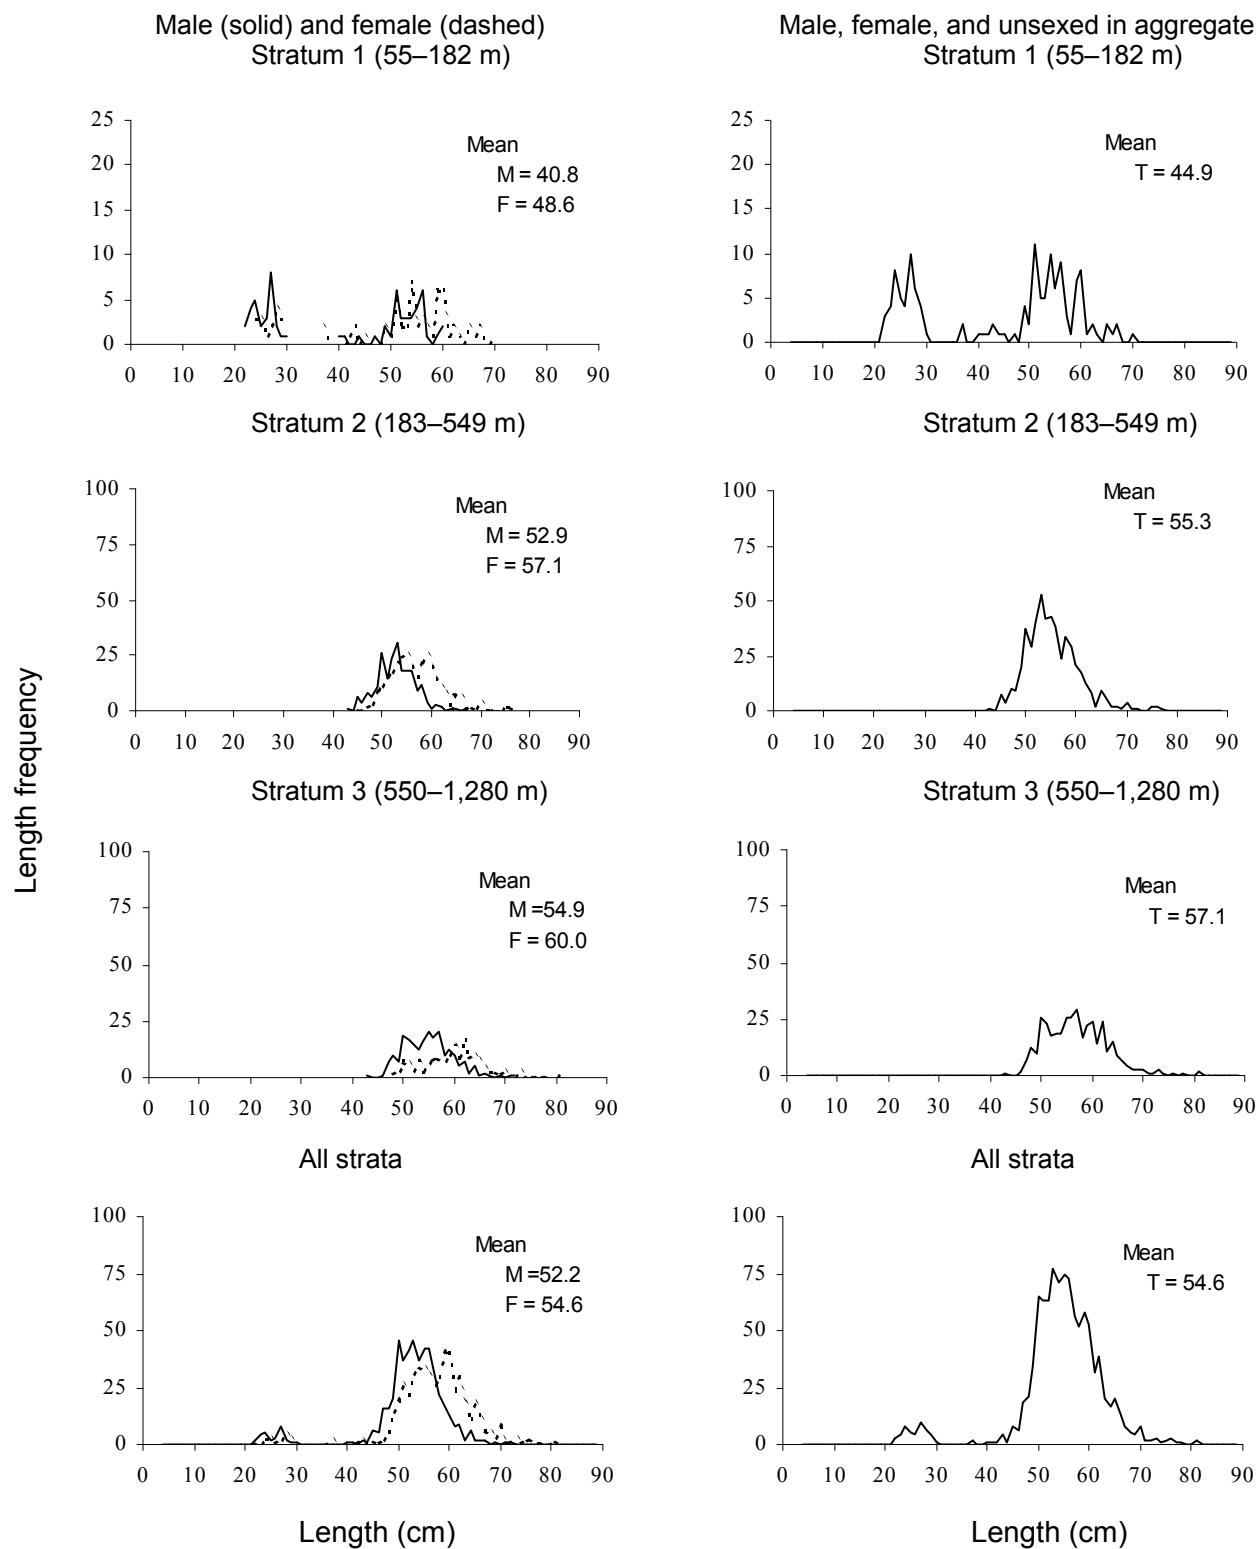 Male (solid) and female (dashed)
Stratum 1 (55–182 m)
25
20
15
10
5
0
Mean
M = 40.8
F = 48.6
0 10 20 30 40 50 60 70 80 90
Male, female, and unsexed in aggregate
Stratum 1 (55–182 m)
25
20
15
10
5
0
Mean
T = 44.9
0 10 20 30 40 50 60 70 80 90
Stratum 2 (183–549 m)
100
75
50
25
0
Mean
M = 52.9
F = 57.1
0 10 20 30 40 50 60 70 80 90
Stratum 2 (183–549 m)
100
75
50
25
0
Mean
T = 55.3
0 10 20 30 40 50 60 70 80 90
Length frequency
Stratum 3 (550–1,280 m)
100
75
50
25
0
Mean
M =54.9
F = 60.0
0 10 20 30 40 50 60 70 80 90
Stratum 3 (550–1,280 m)
100
75
50
25
0
Mean
T = 57.1
0 10 20 30 40 50 60 70 80 90
All strata
100
75
50
25
0
Mean
M =52.2
F = 54.6
0 10 20 30 40 50 60 70 80 90
Length (cm)
All strata
100
75
50
25
0
Mean
T = 54.6
0 10 20 30 40 50 60 70 80 90
Length (cm)